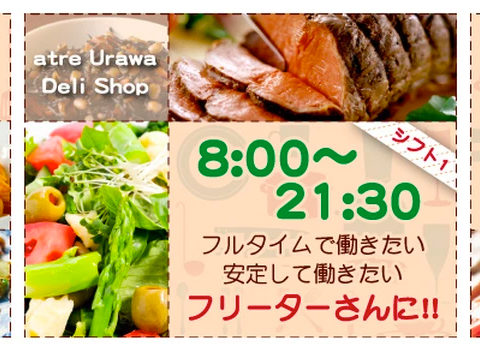 atre Urawa
Deli Shop
シフト1
8:00〜
21:30
フルタイムで働きたい
安定して働きたい
フリーターさんに!!